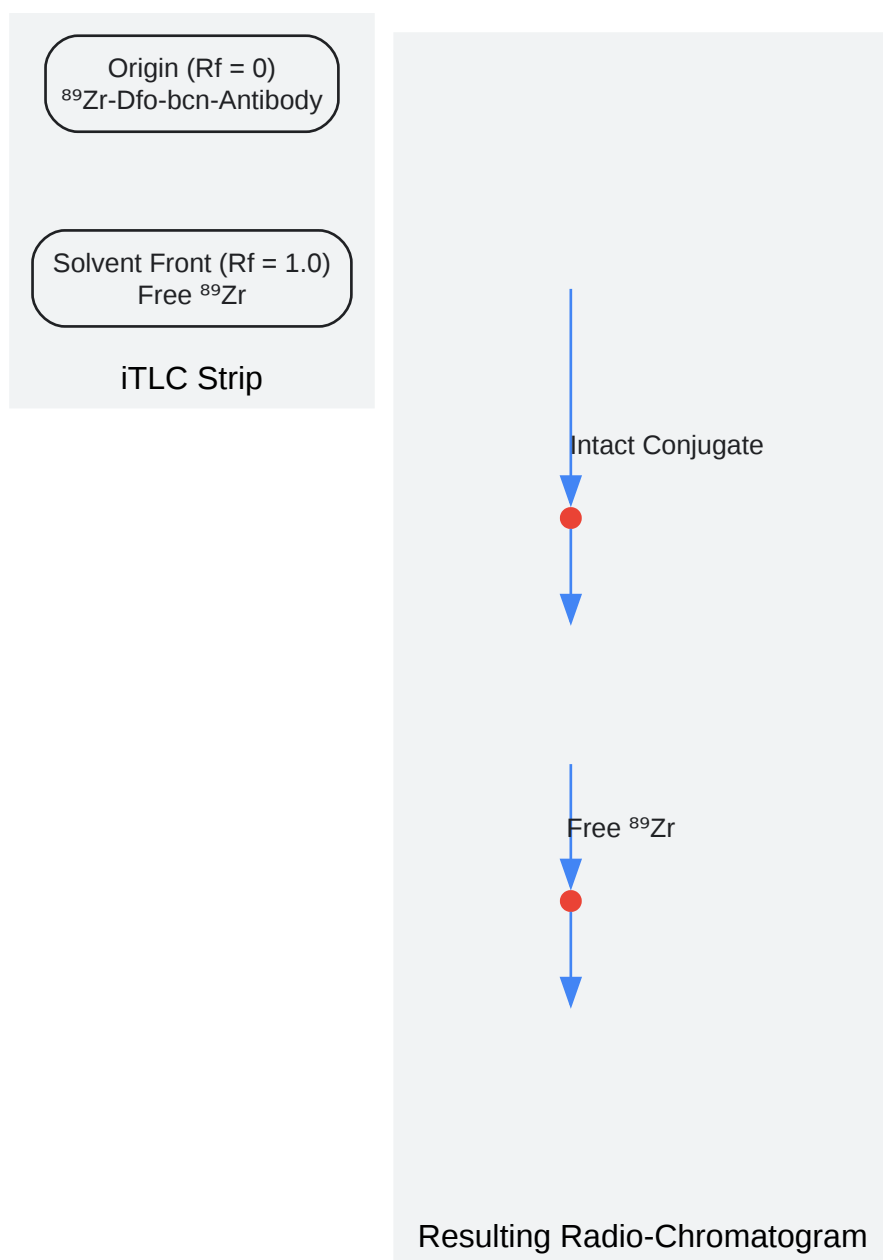 Origin (Rf = 0)
⁸⁹Zr-Dfo-bcn-Antibody
Solvent Front (Rf = 1.0)
Free ⁸⁹Zr
iTLC Strip
Intact Conjugate
Free ⁸⁹Zr
Resulting Radio-Chromatogram